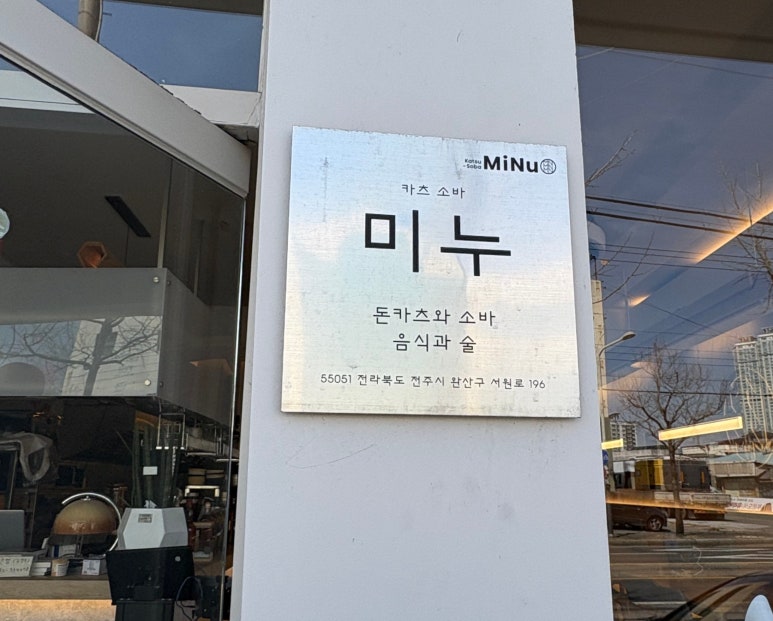 Katsu
- Soba
MiNu
카츠 소바
미누
돈카츠와 소바
음식과 술
55051 전라북도 전주시 완산구 서원로 196